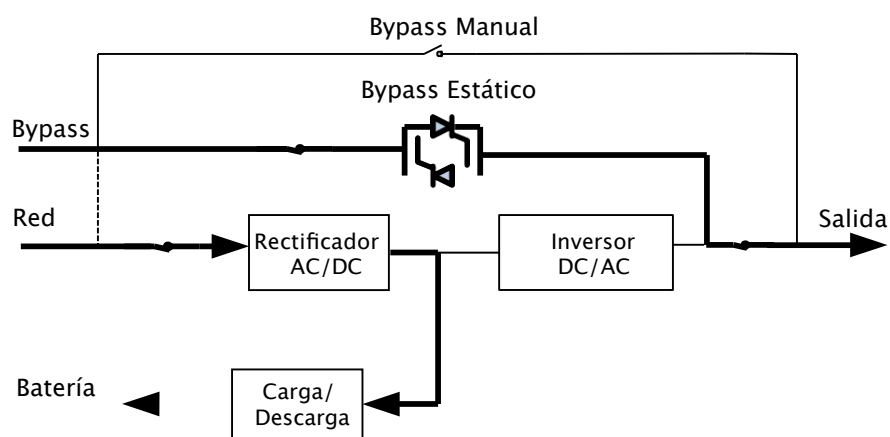 Bypass Manual
Bypass Estático
Bypass
Red
Rectificador
AC/DC
Inversor
DC/AC
Salida
Batería
Carga/
Descarga